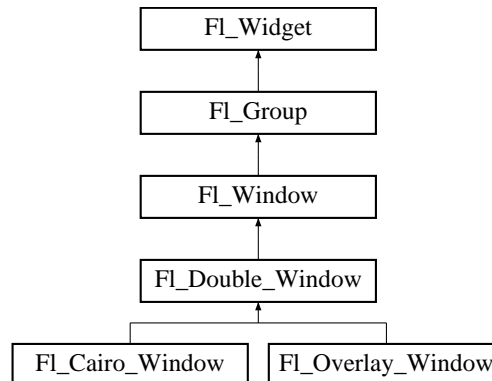 Fl_Widget
Fl_Group
Fl_Window
Fl_Double_Window
Fl_Cairo_Window
Fl_Overlay_Window